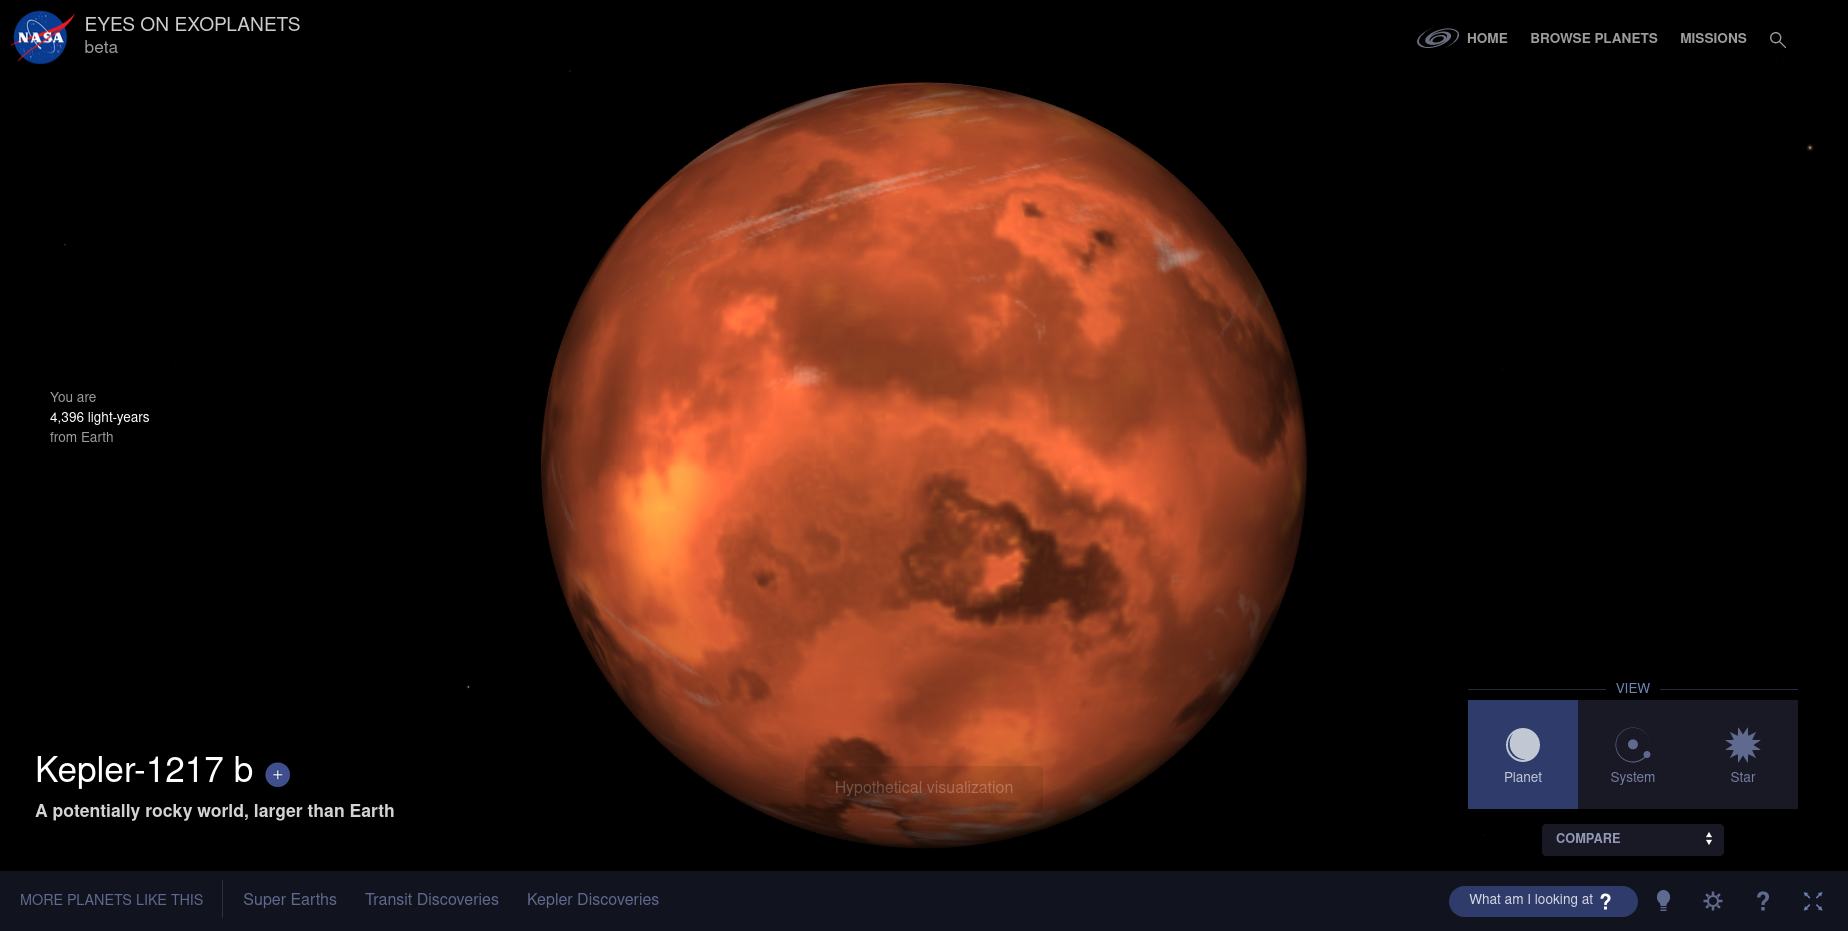 NASA
EYES ON EXOPLANETS
beta
HOME
BROWSE PLANETS
MISSIONS
You are
4,396 light-years
from Earth
Kepler-1217 b +
A potentially rocky world, larger than Earth
Hypothetical visualization
VIEW
Planet
System
Star
COMPARE
MORE PLANETS LIKE THIS
Super Earths
Transit Discoveries
Kepler Discoveries
What am I looking at ?
?